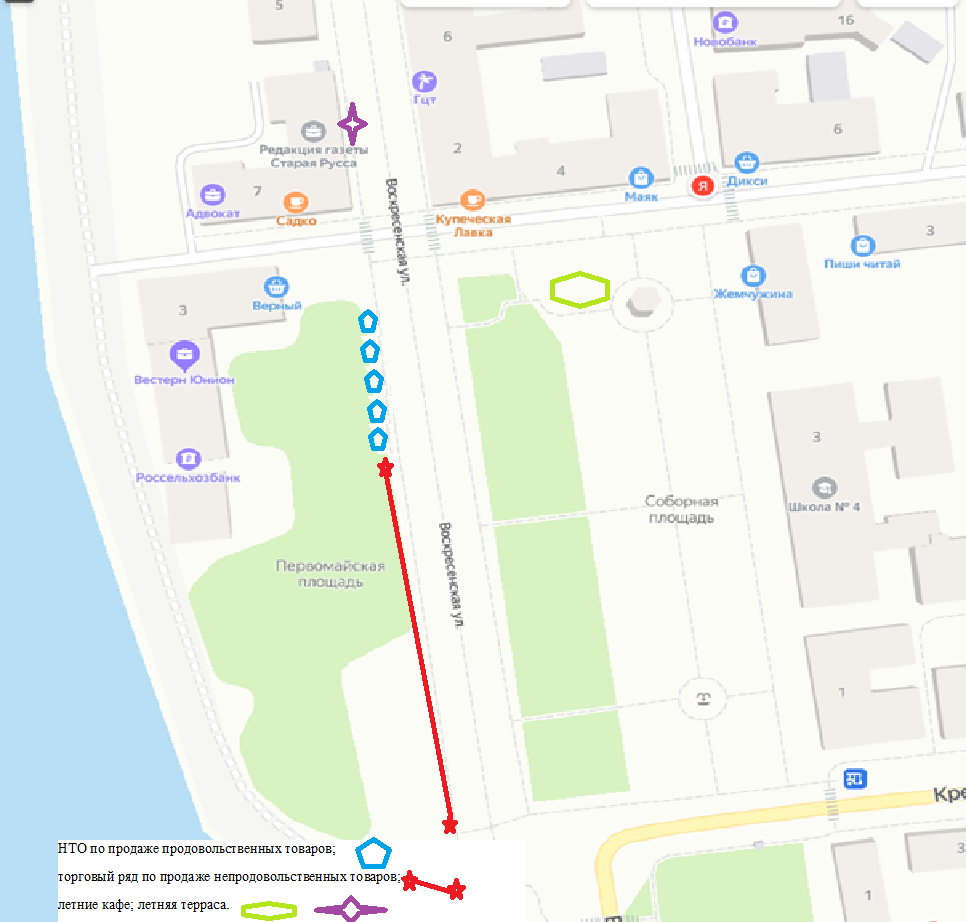 5
6
16
Новобанк
Гцт
Редакция газеты
Старая Русса
2
6
4
7
Маяк
Я
Дикси
Адвокат
Садко
Купеческая
Лавка
Воскресенская ул.
3
Пиши читай
Верный
3
Жемчужина
Вестерн Юнион
3
Россельхозбанк
Школа № 4
Соборная
площадь
Воскресенская ул.
Первомайская
площадь
1
Кре
НТО по продаже продовольственных товаров;
3
торговый ряд по продаже непродовольственных товаров;
1
летние кафе; летняя терраса.